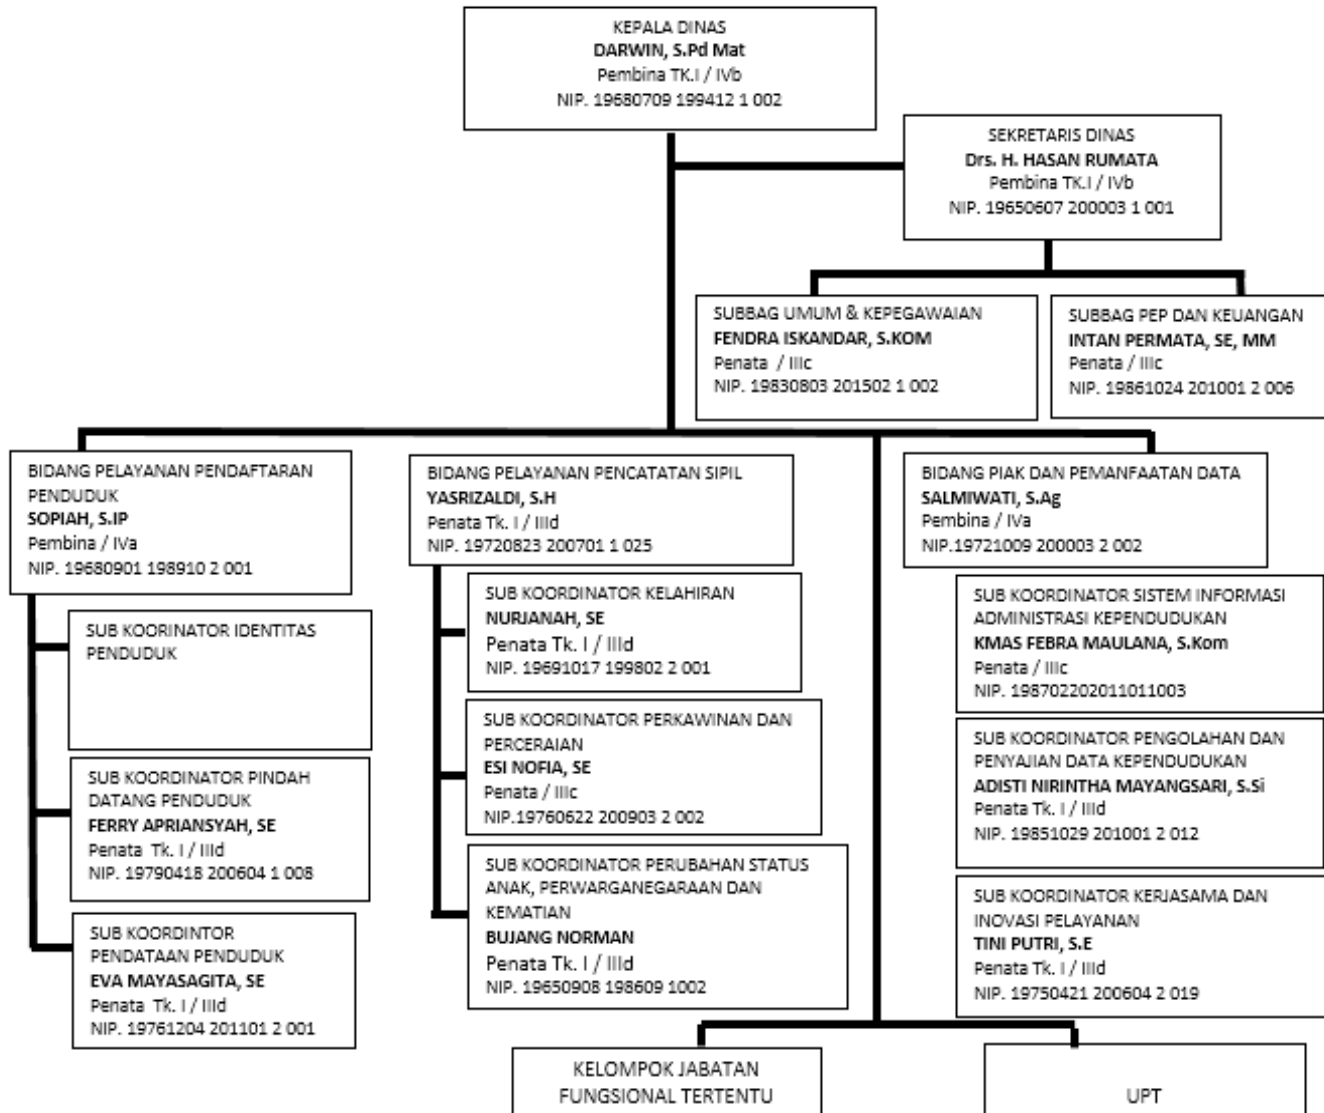 KEPALA DINAS
DARWIN, S.Pd Mat
Pembina TK.I / IVb
NIP. 19680709 199412 1 002
SEKRETARIS DINAS
Drs. H. HASAN RUMATA
Pembina TK.I / IVb
NIP. 19650607 200003 1 001
SUBBAG UMUM & KEPEGAWAIAN
FENDRA ISKANDAR, S.KOM
Penata / IIIc
NIP. 19830803 201502 1 002
SUBBAG PEP DAN KEUANGAN
INTAN PERMATA, SE, MM
Penata / IIIc
NIP. 19861024 201001 2 006
BIDANG PELAYANAN PENDAFTARAN
PENDUDUK
SOPIAH, S.IP
Pembina / IVa
NIP. 19680901 198910 2 001
SUB KOORINATOR IDENTITAS
PENDUDUK
SUB KOORDINATOR PINDAH
DATANG PENDUDUK
FERRY APRIANSYAH, SE
Penata Tk. I / IIId
NIP. 19790418 200604 1 008
SUB KOORDINTOR
PENDATAAN PENDUDUK
EVA MAYASAGITA, SE
Penata Tk. I / IIId
NIP. 19761204 201101 2 001
BIDANG PELAYANAN PENCATATAN SIPIL
YASRIZALDI, S.H
Penata Tk. I / IIId
NIP. 19720823 200701 1 025
SUB KOORDINATOR KELAHIRAN
NURJANAH, SE
Penata Tk. I / IIId
NIP. 19691017 199802 2 001
SUB KOORDINATOR PERKAWINAN DAN
PERCERAIAN
ESI NOFIA, SE
Penata / IIIc
NIP.19760622 200903 2 002
SUB KOORDINATOR PERUBAHAN STATUS
ANAK, PERWARGANEGARAAN DAN
KEMATIAN
BUJANG NORMAN
Penata Tk. I / IIId
NIP. 19650908 198609 1002
BIDANG PIAK DAN PEMANFAATAN DATA
SALMIWATI, S.Ag
Pembina / IVa
NIP.19721009 200003 2 002
SUB KOORDINATOR SISTEM INFORMASI
ADMINISTRASI KEPENDUDUKAN
KMAS FEBRA MAULANA, S.Kom
Penata / IIIc
NIP. 198702202011011003
SUB KOORDINATOR PENGOLAHAN DAN
PENYAJIAN DATA KEPENDUDUKAN
ADISTI NIRINTHA MAYANGSARI, S.Si
Penata Tk. I / IIId
NIP. 19851029 201001 2 012
SUB KOORDINATOR KERJASAMA DAN
INOVASI PELAYANAN
TINI PUTRI, S.E
Penata Tk. I / IIId
NIP. 19750421 200604 2 019
KELOMPOK JABATAN
FUNGSIONAL TERTENTU
UPT